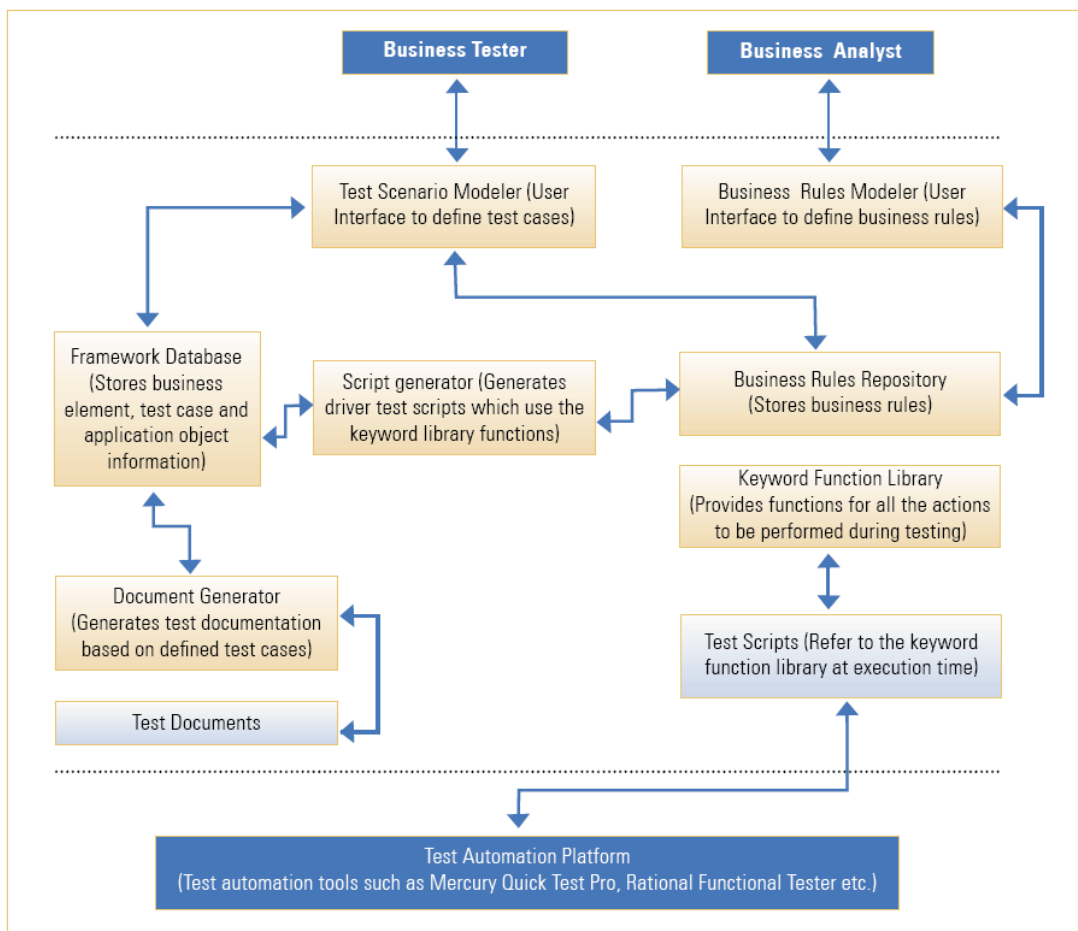 Business Tester
Business Analyst
Test Scenario Modeler (User
Interface to define test cases)
Business Rules Modeler (User
Interface to define business rules)
Framework Database
(Stores business
element, test case and
application object
information)
Script generator (Generates
driver test scripts which use the
keyword library functions)
Business Rules Repository
(Stores business rules)
Keyword Function Library
(Provides functions for all the actions
to be performed during testing)
Document Generator
(Generates test documentation
based on defined test cases)
Test Scripts (Refer to the keyword
function library at execution time)
Test Documents
Test Automation Platform
(Test automation tools such as Mercury Quick Test Pro, Rational Functional Tester etc.)